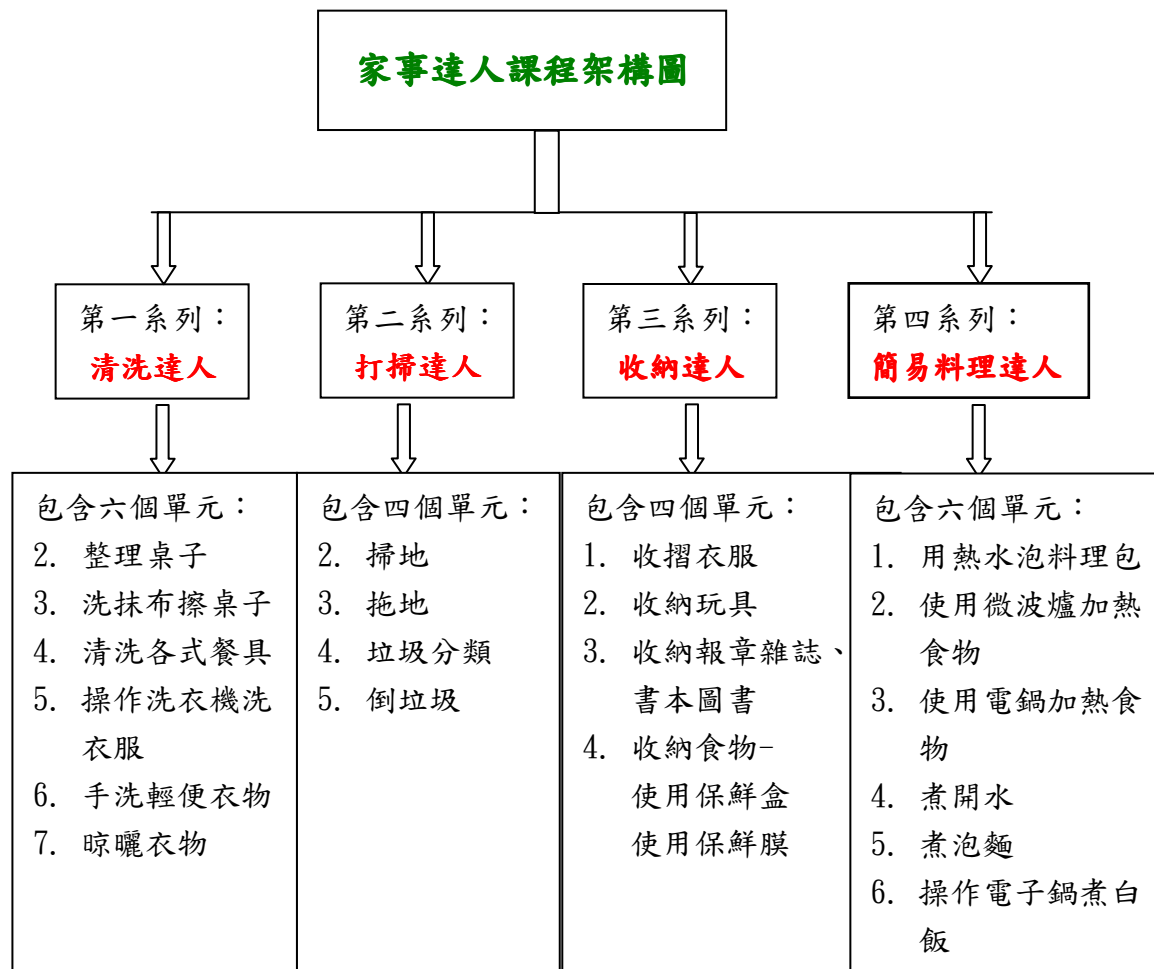 家事達人課程架構圖
第一系列：
清洗達人
第二系列：
打掃達人
第三系列：
收納達人
第四系列：
簡易料理達人
包含六個單元：
2. 整理桌子
3. 洗抹布擦桌子
4. 清洗各式餐具
5. 操作洗衣機洗
衣服
6. 手洗輕便衣物
7. 晾曬衣物
包含四個單元：
2. 掃地
3. 拖地
4. 垃圾分類
5. 倒垃圾
包含四個單元：
1. 收摺衣服
2. 收納玩具
3. 收納報章雜誌、
書本圖書
4. 收納食物-
使用保鮮盒
使用保鮮膜
包含六個單元：
1. 用熱水泡料理包
2. 使用微波爐加熱
食物
3. 使用電鍋加熱食
物
4. 煮開水
5. 煮泡麵
6. 操作電子鍋煮白
飯